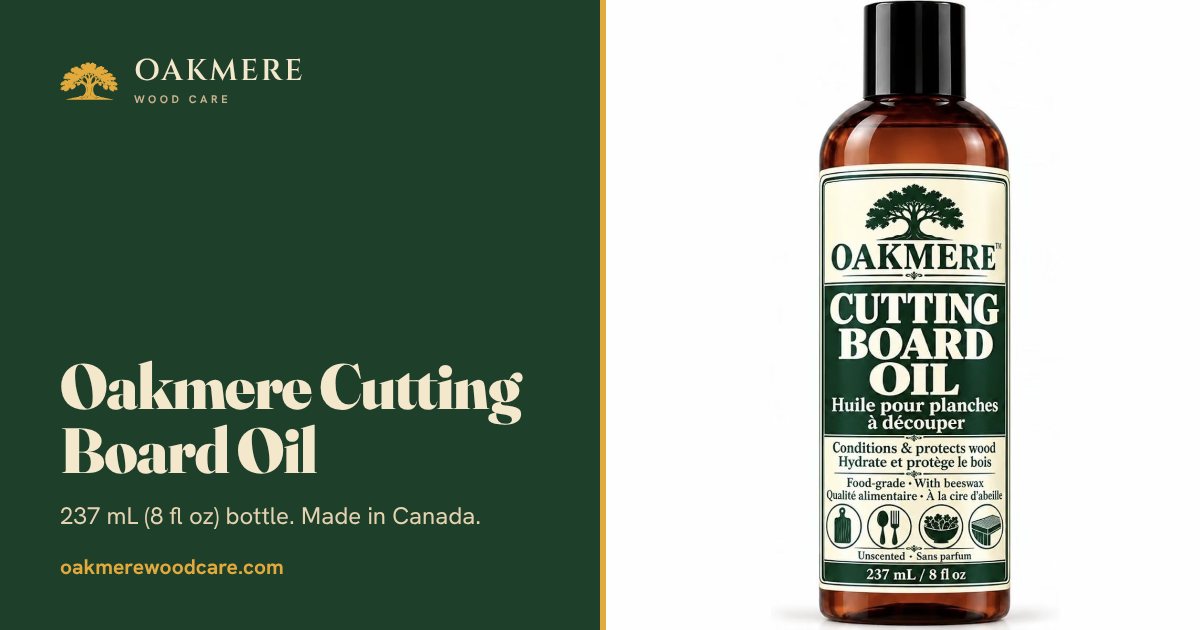 OAKMERE
WOOD CARE
Oakmere Cutting
Board Oil
237 mL (8 fl oz) bottle. Made in Canada.
oakmerewoodcare.com
OAKMERE™
CUTTING
BOARD
OIL
Huile pour planches
à découper
Conditions & protects wood
Hydrate et protège le bois
Food-grade • With beeswax
Qualité alimentaire • À la cire d'abeille
Unscented • Sans parfum
237 mL / 8 fl oz